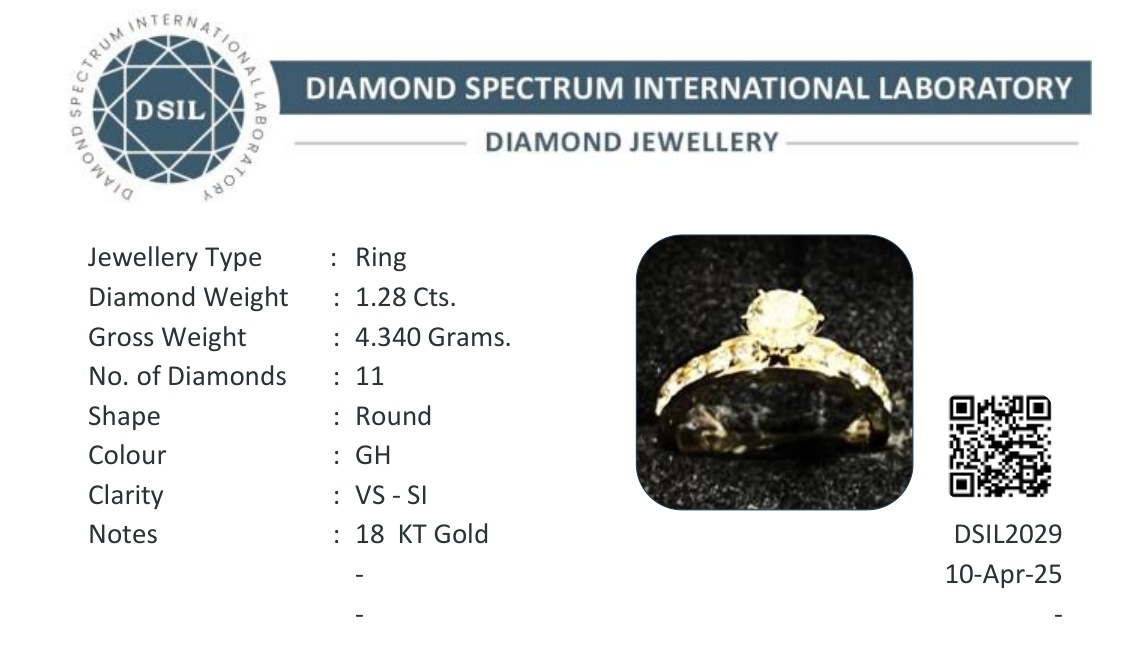 DIAMOND SPECTRUM INTERNATIONAL LABORATORY
DSIL
DIAMOND SPECTRUM INTERNATIONAL LABORATORY
DIAMOND JEWELLERY
Jewellery Type : Ring
Diamond Weight : 1.28 Cts.
Gross Weight : 4.340 Grams.
No. of Diamonds : 11
Shape : Round
Colour : GH
Clarity : VS - SI
Notes : 18 KT Gold
DSIL2029
-
10-Apr-25
-
-